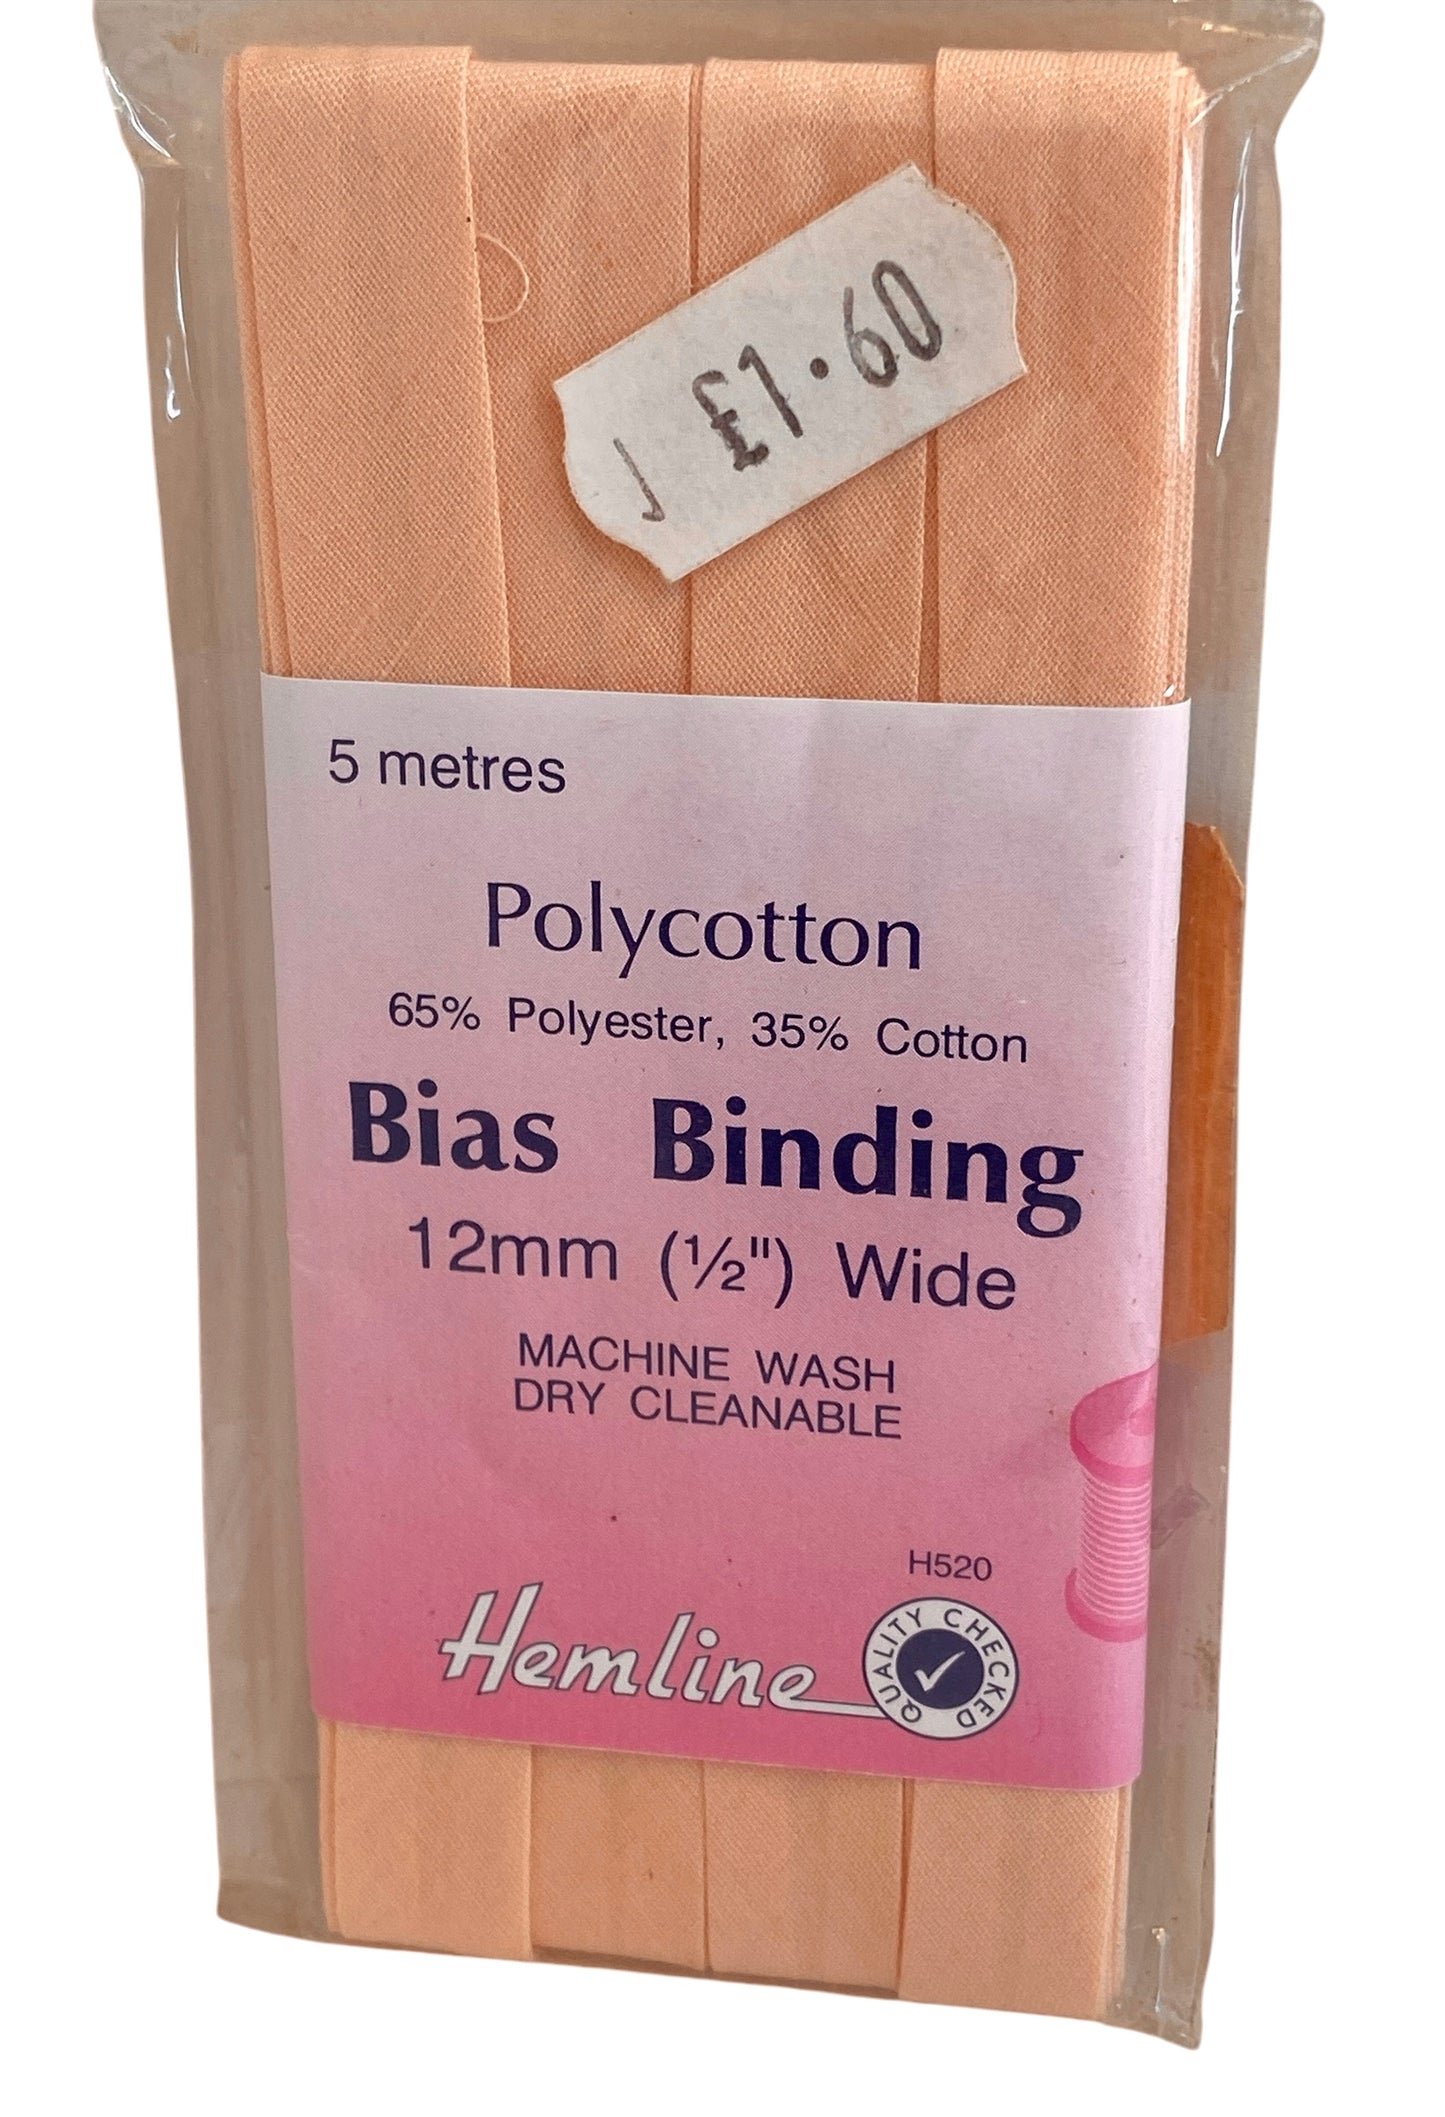 £1.60
5 metres
Polycotton
65% Polyester, 35% Cotton
Bias Binding
12mm (½") Wide
MACHINE WASH
DRY CLEANABLE
H520
Hemline
QUALITY CHECKED